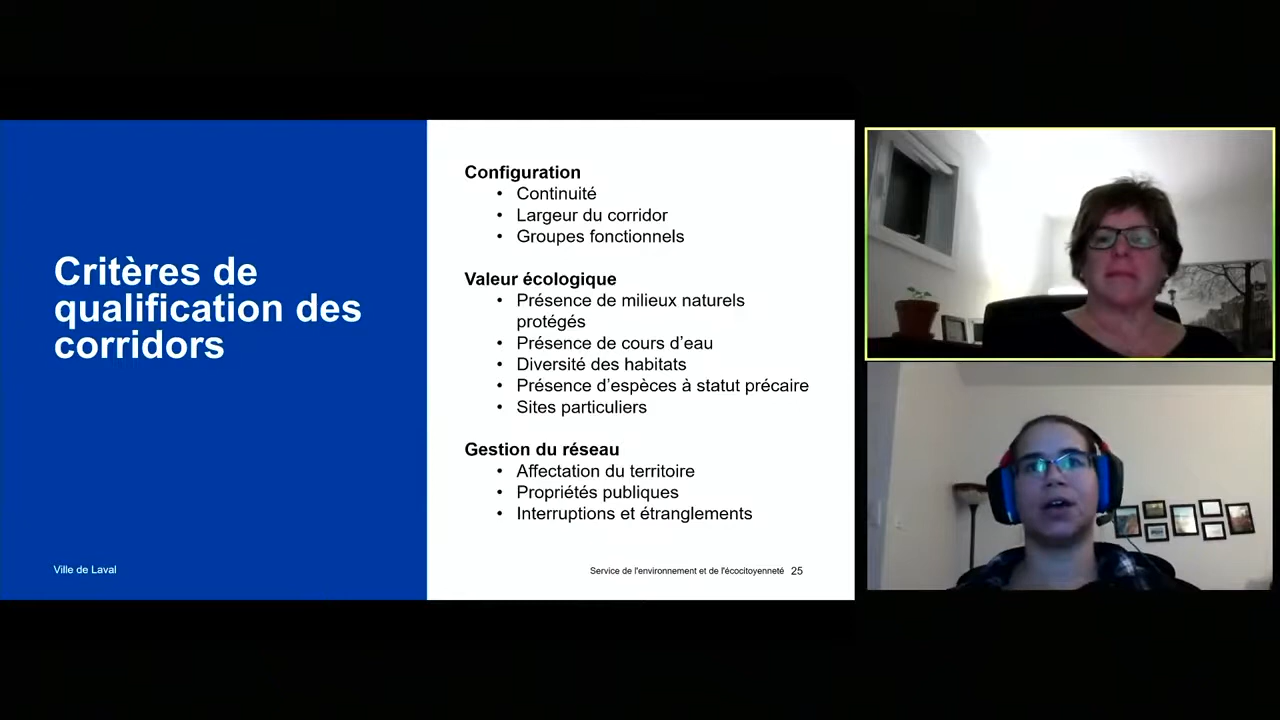 Critères de
qualification des
corridors
Ville de Laval
Configuration
• Continuité
• Largeur du corridor
• Groupes fonctionnels
Valeur écologique
• Présence de milieux naturels
protégés
• Présence de cours d'eau
• Diversité des habitats
• Présence d'espèces à statut précaire
• Sites particuliers
Gestion du réseau
• Affectation du territoire
• Propriétés publiques
• Interruptions et étranglements
Service de l'environnement et de l'écocitoyenneté 25